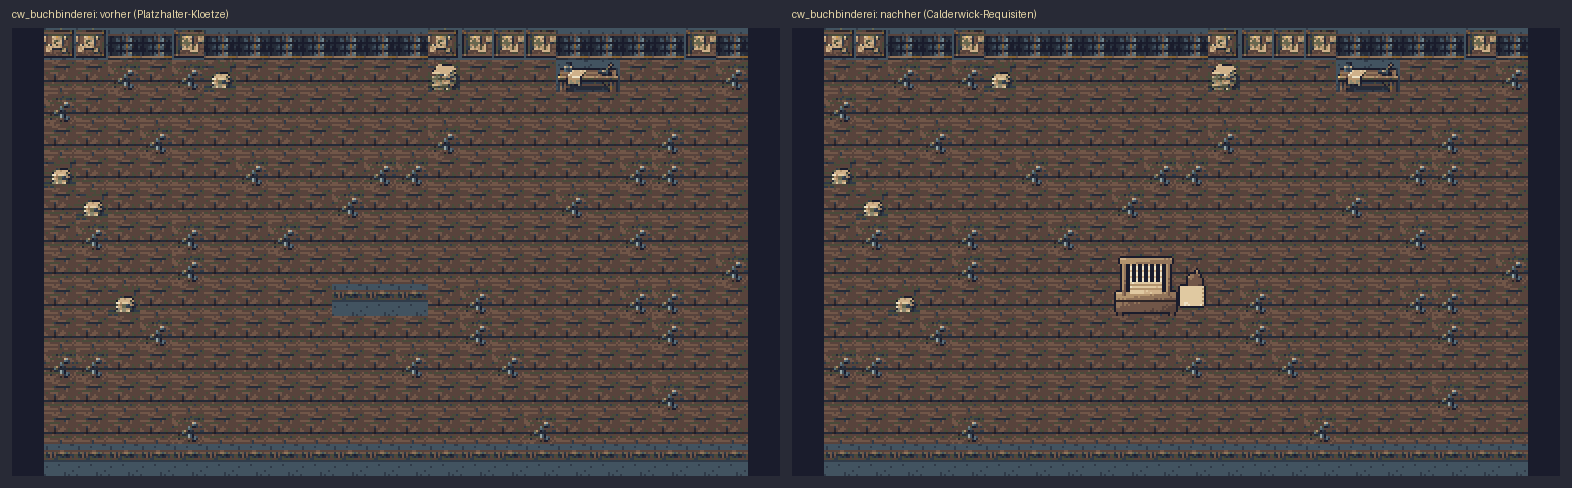 cw_buchbinderei: vorher (Platzhalter-Kloetze)
cw_buchbinderei: nachher (Calderwick-Requisiten)